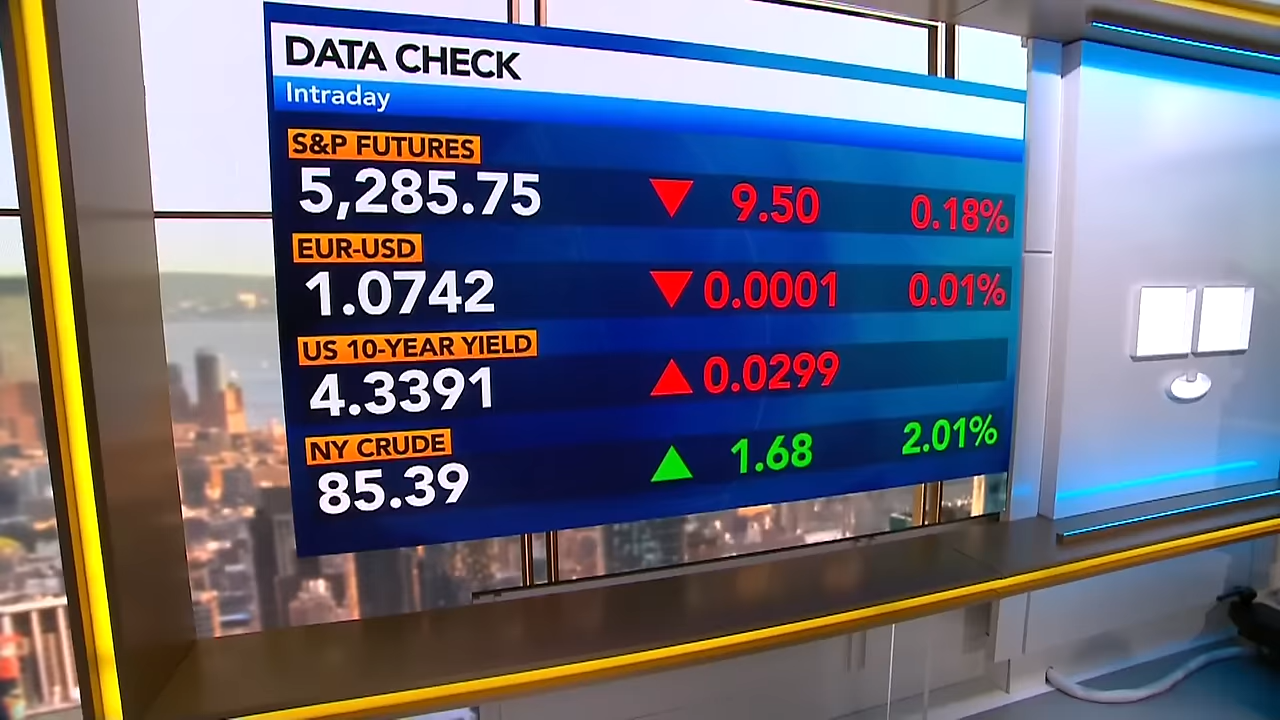 DATA CHECK
Intraday
S&P FUTURES
5,285.75 ▼ 9.50 0.18%
EUR-USD
1.0742 ▼ 0.0001 0.01%
US 10-YEAR YIELD
4.3391 ▲ 0.0299
NY CRUDE
85.39 ▲ 1.68 2.01%